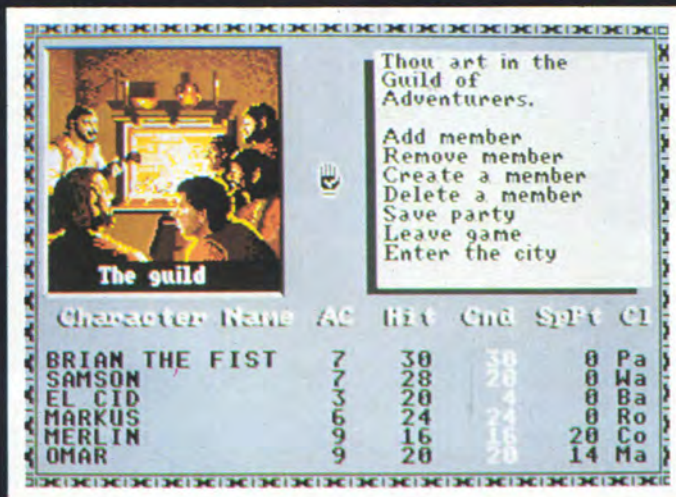 Thou art in the
Guild of
Adventurers.
Add member
Remove member
Create a member
Delete a member
Save party
Leave game
Enter the city
The guild
Character Name AC Hit Cnd SpPt Cl
BRIAN THE FIST 7 30 30 0 Pa
SAMSON 7 28 0 Wa
EL CID 3 20 4 0 Ba
MARKUS 6 24 24 0 Ro
MERLIN 9 16 16 20 Co
OMAR 9 20 20 14 Ma